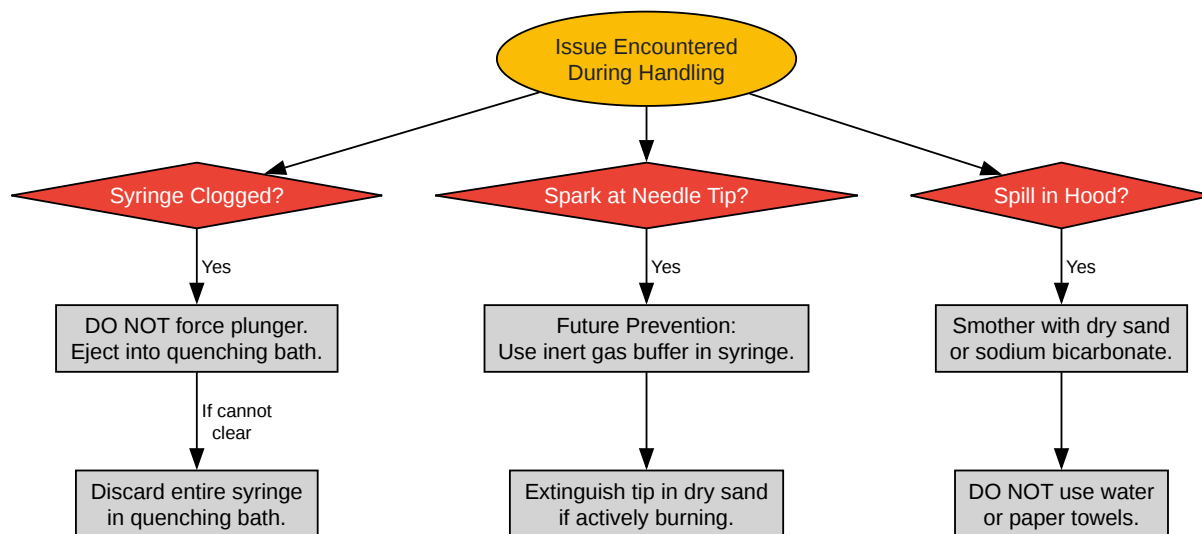 Issue Encountered
During Handling
Syringe Clogged?
Spark at Needle Tip?
Spill in Hood?
Yes
Yes
Yes
DO NOT force plunger.
Eject into quenching bath.
Future Prevention:
Use inert gas buffer in syringe.
Smother with dry sand
or sodium bicarbonate.
If cannot
clear
Discard entire syringe
in quenching bath.
Extinguish tip in dry sand
if actively burning.
DO NOT use water
or paper towels.